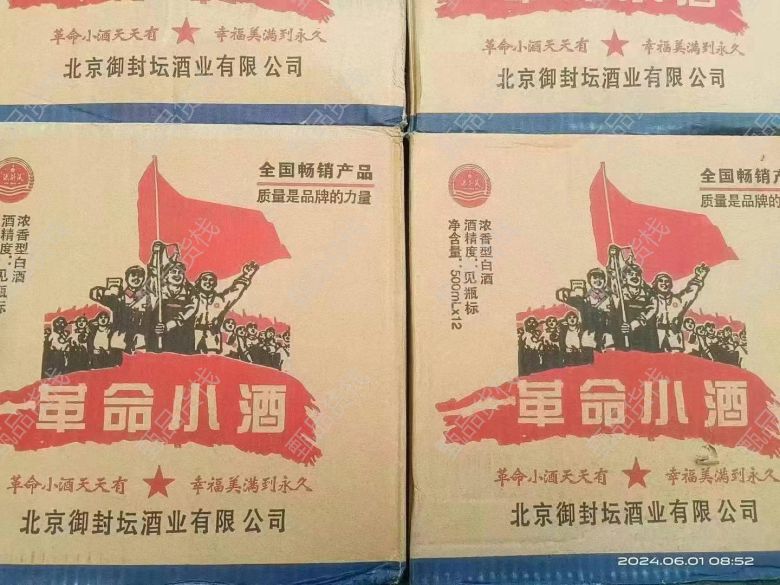 革命小酒天天有 ★ 幸福美满到永久
北京御封坛酒业有限公司
革命小酒天天有 ★ 幸福美满到永久
北京御封坛酒业有限公司
全国畅销产品
质量是品牌的力量
浓香型白酒
酒精度：见瓶标
革命小酒
革命小酒天天有 ★ 幸福美满到永久
北京御封坛酒业有限公司
全国畅销产
质量是品牌的
浓香型白酒
酒精度：见瓶标
净含量：500mLx12
革命小酒
革命小酒天天有 ★ 幸福美满到永久
北京御封坛酒业有限公司
甄品货栈
2024.06.01 08:52